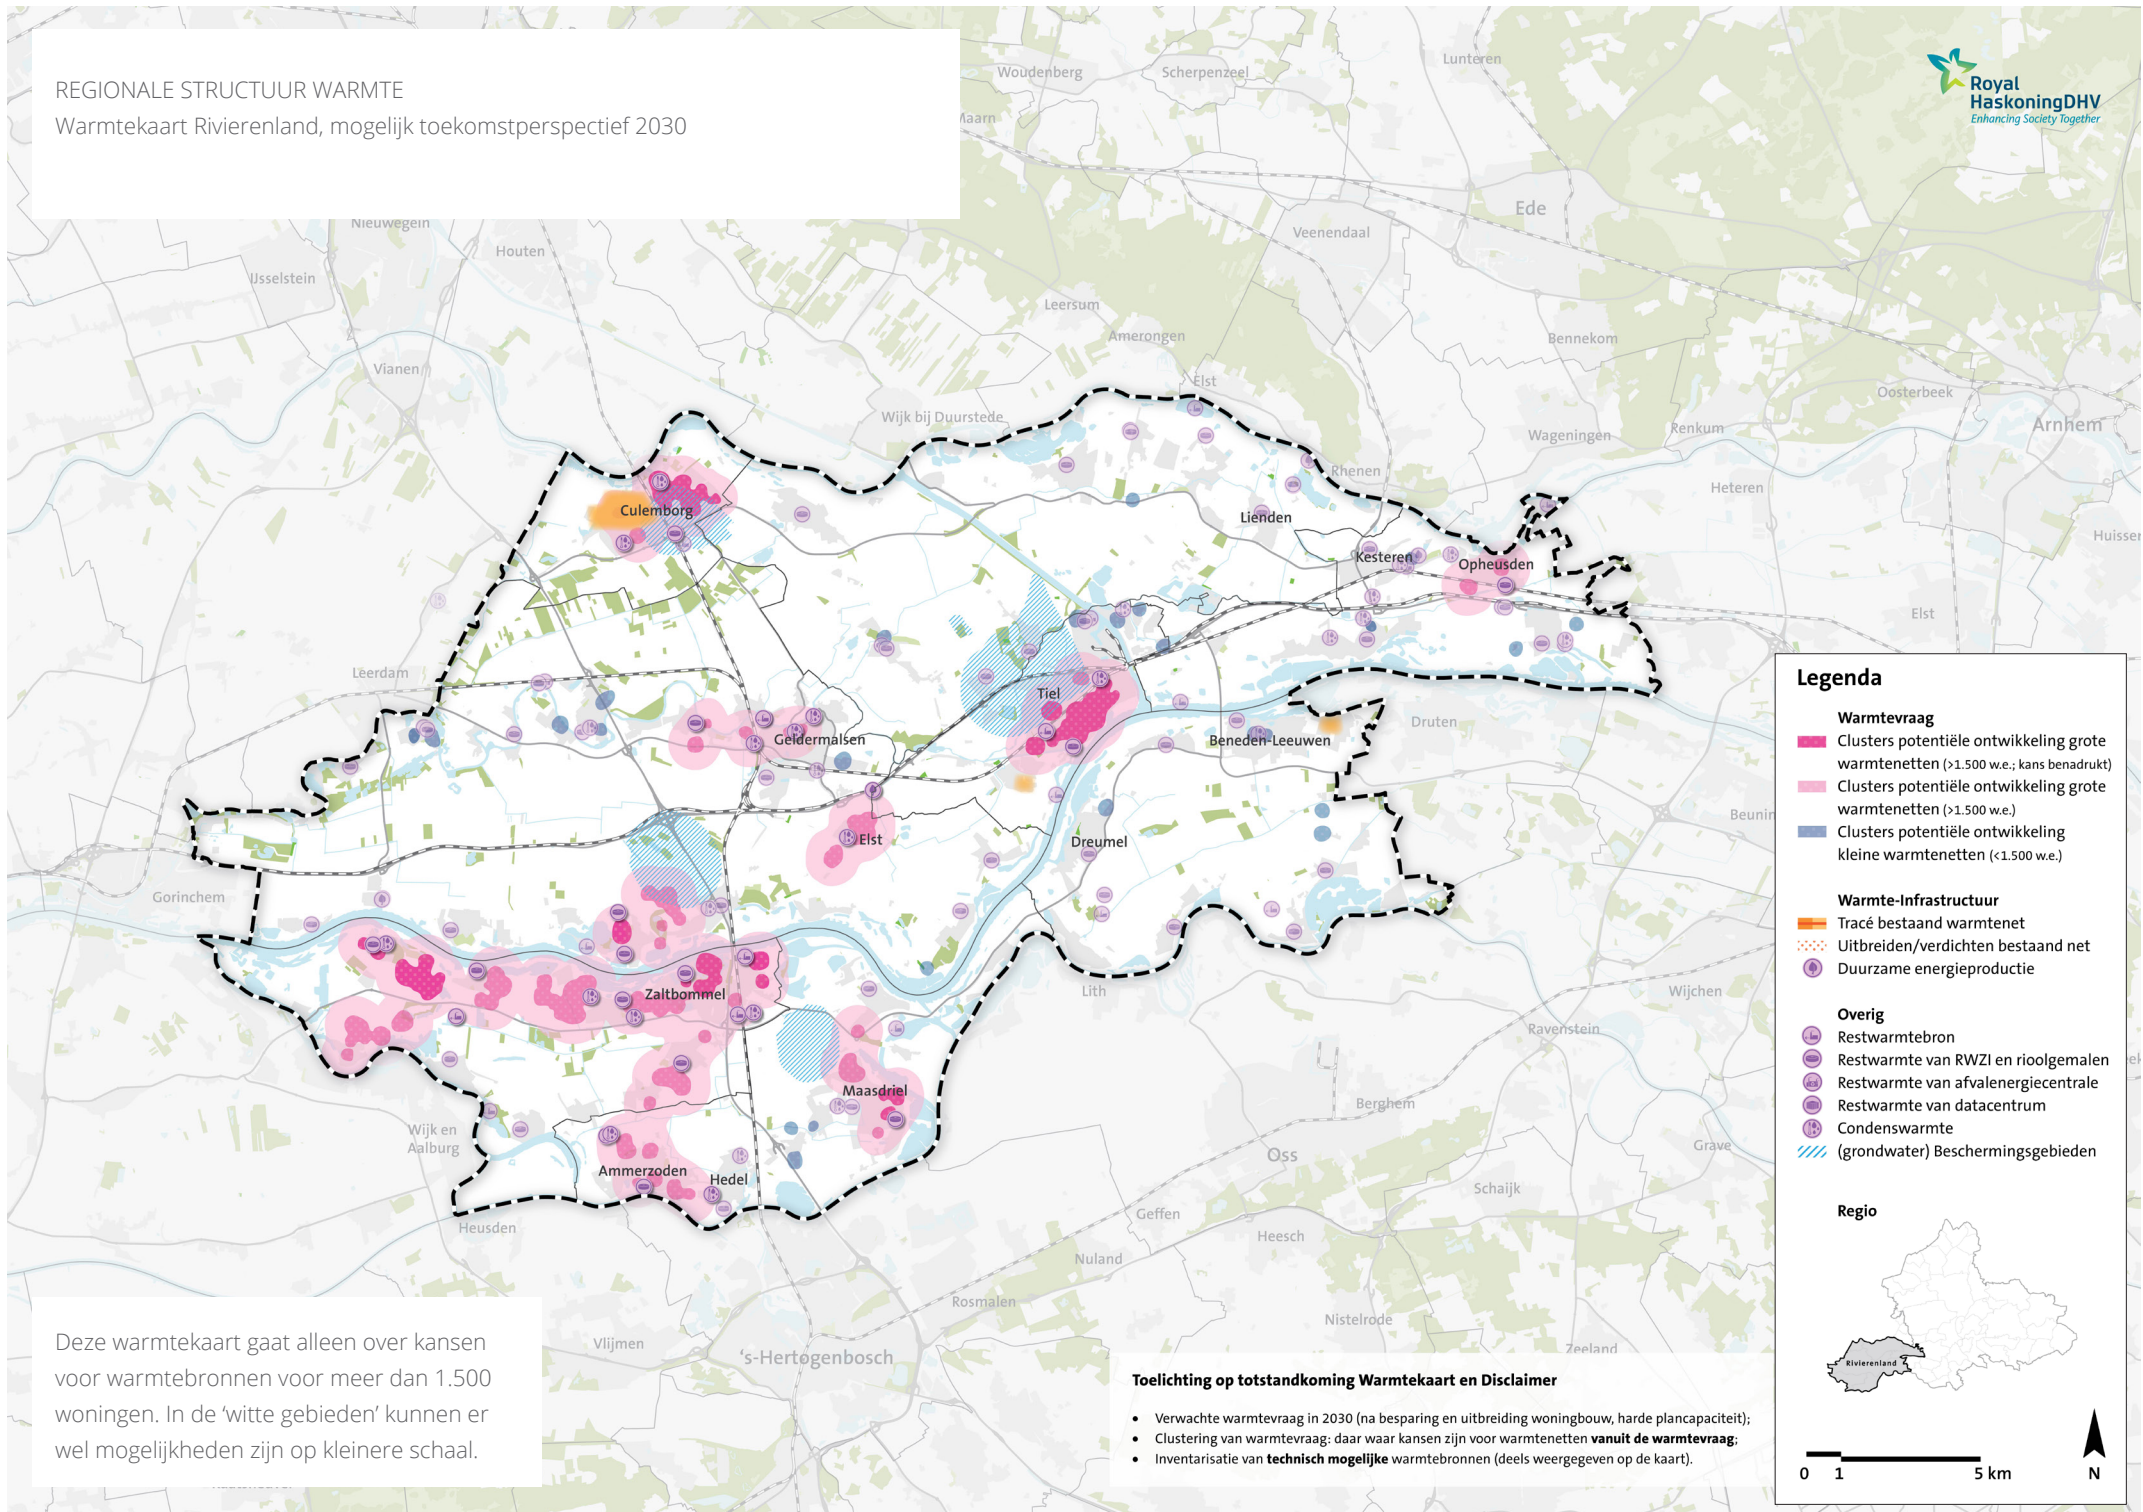 REGIONALE STRUCTUUR WARMTE
Warmtekaart Rivierenland, mogelijk toekomstperspectief 2030
Royal
HaskoningDHV
Enhancing Society Together
Lunteren
Woudenberg
Scherpenzeel
Maarn
Ede
Nieuwegein
Houten
Veenendaal
IJsselstein
Leersum
Amerongen
Bennekom
Vianen
Elst
Oosterbeek
Wijk bij Duurstede
Wageningen
Renkum
Arnhem
Rhenen
Heteren
Culemborg
Lienden
Huisse
Kesteren
Opheusden
Elst
Leerdam
Tiel
Druten
Geldermalsen
Beneden-Leeuwen
Beunin
Elst
Dreumel
Gorinchem
Zaltbommel
Lith
Wijchen
Ravenstein
Maasdriel
Berghem
Wijk en
Aalburg
Oss
Grave
Ammerzoden
Hedel
Schaijk
Heusden
Geffen
Heesch
Nuland
Rosmalen
Nistelrode
Vlijmen
's-Hertogenbosch
Zeeland
Legenda
Warmtevraag
Clusters potentiële ontwikkeling grote
warmtenetten (>1.500 w.e.; kans benadrukt)
Clusters potentiële ontwikkeling grote
warmtenetten (>1.500 w.e.)
Clusters potentiële ontwikkeling
kleine warmtenetten (<1.500 w.e.)
Warmte-Infrastructuur
Tracé bestaand warmtenet
Uitbreiden/verdichten bestaand net
Duurzame energieproductie
Overig
Restwarmtebron
Restwarmte van RWZI en rioolgemalen
Restwarmte van afvalenergiecentrale
Restwarmte van datacentrum
Condenswarmte
(grondwater) Beschermingsgebieden
Regio
Rivierenland
0 1 5 km
N
Deze warmtekaart gaat alleen over kansen
voor warmtebronnen voor meer dan 1.500
woningen. In de ‘witte gebieden’ kunnen er
wel mogelijkheden zijn op kleinere schaal.
Toelichting op totstandkoming Warmtekaart en Disclaimer
• Verwachte warmtevraag in 2030 (na besparing en uitbreiding woningbouw, harde plancapaciteit);
• Clustering van warmtevraag: daar waar kansen zijn voor warmtenetten vanuit de warmtevraag;
• Inventarisatie van technisch mogelijke warmtebronnen (deels weergegeven op de kaart).